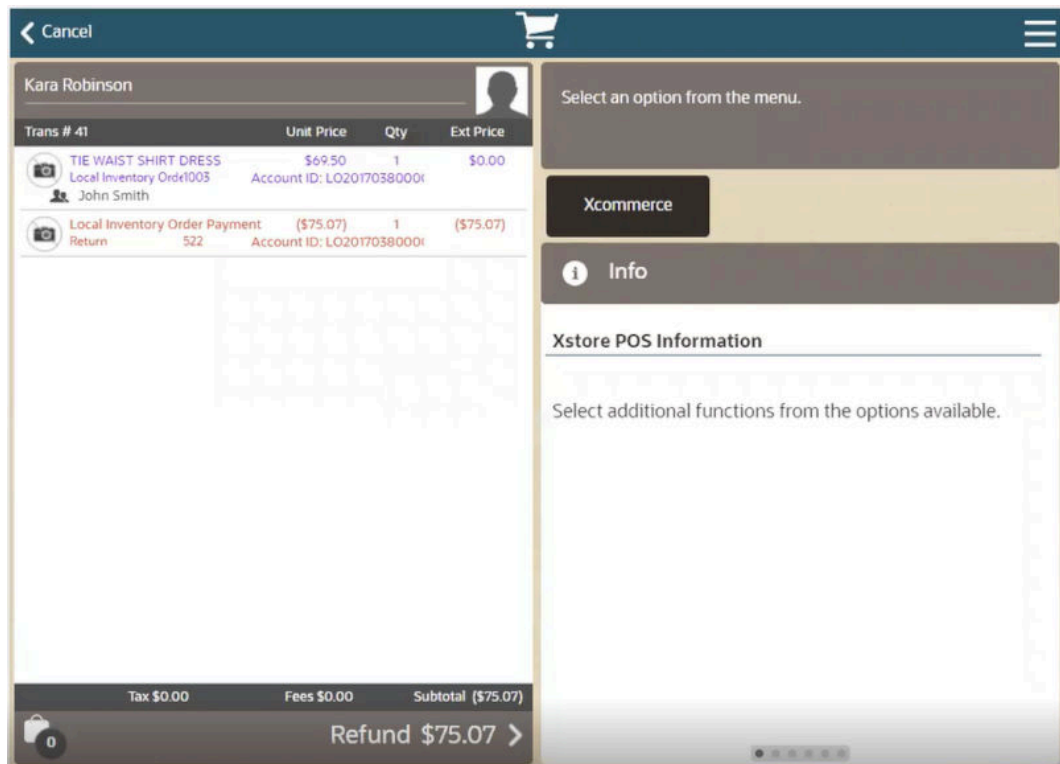 Cancel
Kara Robinson
Trans # 41 Unit Price Qty Ext Price
TIE WAIST SHIRT DRESS $69.50 1 $0.00
Local Inventory Orde1003 Account ID: LO2017038000
John Smith
Local Inventory Order Payment ($75.07) 1 ($75.07)
Return 522 Account ID: LO2017038000
Tax $0.00 Fees $0.00 Subtotal ($75.07)
0 Refund $75.07
Select an option from the menu.
Xcommerce
i Info
Xstore POS Information
Select additional functions from the options available.